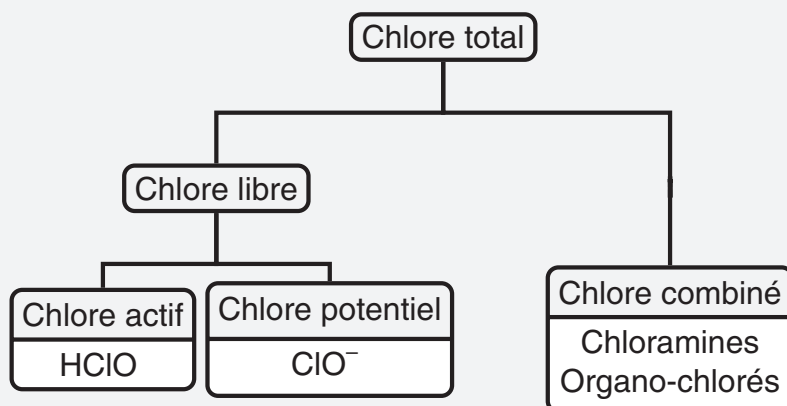 Chlore total
Chlore libre
Chlore actif
HClO
Chlore potentiel
ClO⁻
Chlore combiné
Chloramines
Organo-chlorés